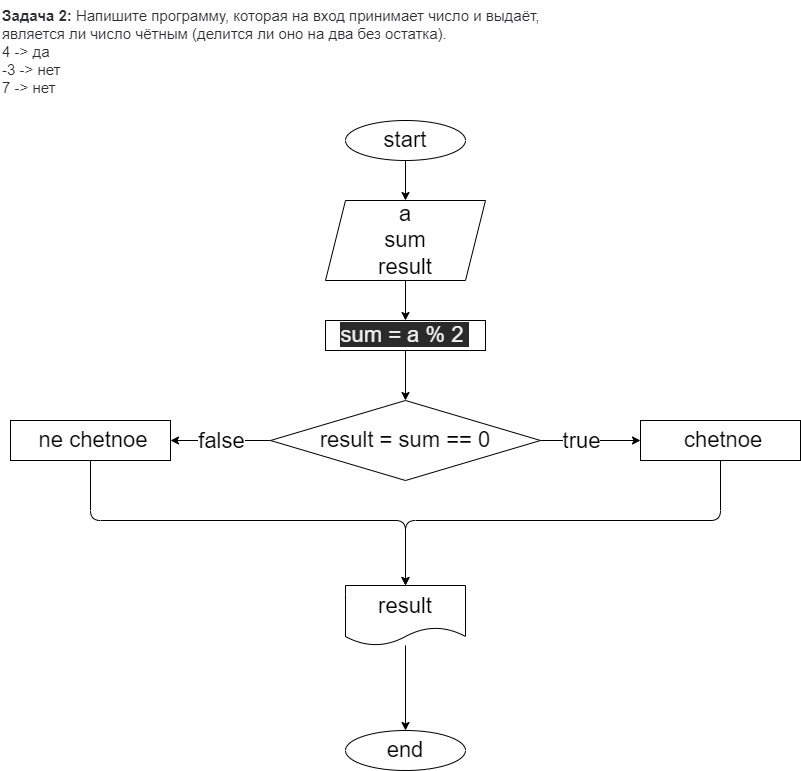 Задача 2: Напишите программу, которая на вход принимает число и выдаёт,
является ли число чётным (делится ли оно на два без остатка).
4 -> да
-3 -> нет
7 -> нет
start
a
sum
result
sum = a % 2
result = sum == 0
false
true
ne chetnoe
chetnoe
result
end